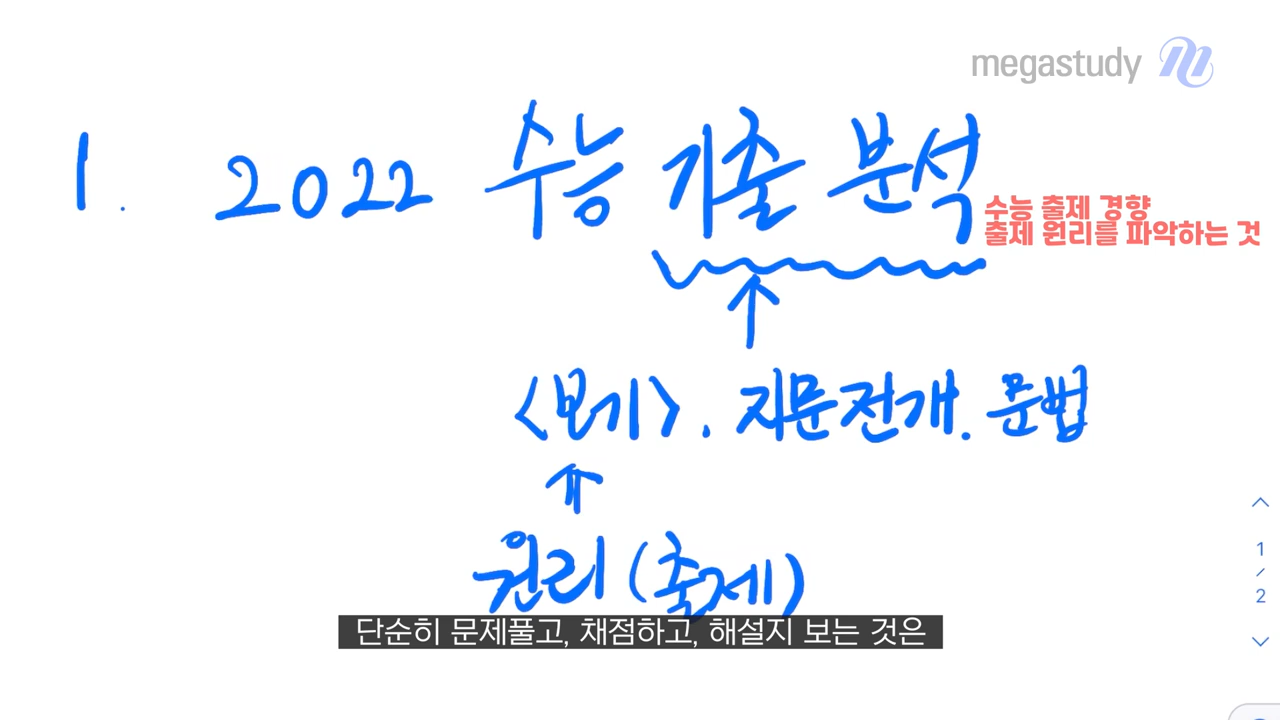 megastudy
1. 2022 수능 기출 분석
수능 출제 경향
출제 원리를 파악하는 것
<보기>. 지문전개. 문법
원리 (출제)
단순히 문제풀고, 채점하고, 해설지 보는 것은
1
/
2